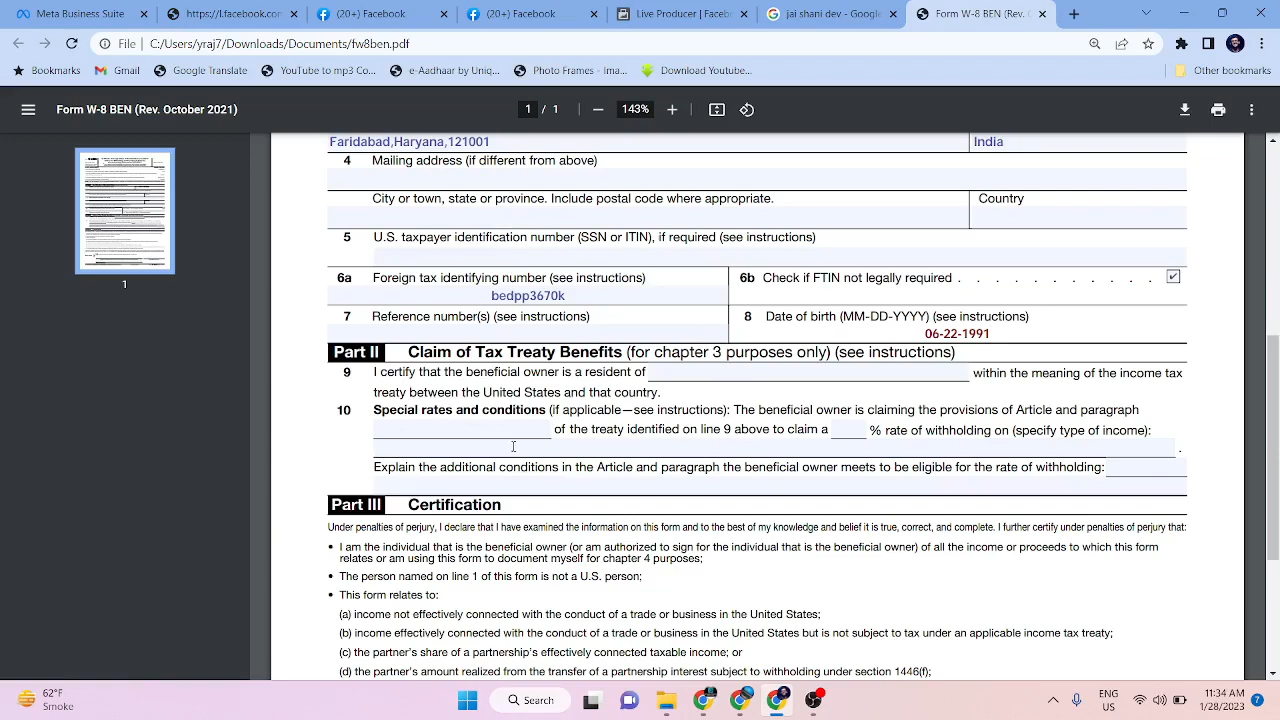 Meta Business Suite
https://l.facebook.com
(20+) Facebook
(20+) Facebook
Live Producer | Faceb
jai shani dev - Google
Form W-8 BEN (Rev. O
File
C:/Users/yraj7/Downloads/Documents/fw8ben.pdf
Bookmarks
Gmail
Google Translate
YouTube to mp3 Co...
e-Aadhaar by Uniq...
Photo Frames - Ima...
Download Youtube...
Other bookmarks
Form W-8 BEN (Rev. October 2021)
1 / 1
143%
1
Faridabad,Haryana,121001
India
4 Mailing address (if different from above)
City or town, state or province. Include postal code where appropriate.
Country
5 U.S. taxpayer identification number (SSN or ITIN), if required (see instructions)
6a Foreign tax identifying number (see instructions)
6b Check if FTIN not legally required . . . . . . . . . . .
bedpp3670k
7 Reference number(s) (see instructions)
8 Date of birth (MM-DD-YYYY) (see instructions)
06-22-1991
Part II Claim of Tax Treaty Benefits (for chapter 3 purposes only) (see instructions)
9 I certify that the beneficial owner is a resident of within the meaning of the income tax
treaty between the United States and that country.
10 Special rates and conditions (if applicable—see instructions): The beneficial owner is claiming the provisions of Article and paragraph
of the treaty identified on line 9 above to claim a % rate of withholding on (specify type of income):
.
Explain the additional conditions in the Article and paragraph the beneficial owner meets to be eligible for the rate of withholding:
Part III Certification
Under penalties of perjury, I declare that I have examined the information on this form and to the best of my knowledge and belief it is true, correct, and complete. I further certify under penalties of perjury that:
• I am the individual that is the beneficial owner (or am authorized to sign for the individual that is the beneficial owner) of all the income or proceeds to which this form
relates or am using this form to document myself for chapter 4 purposes;
• The person named on line 1 of this form is not a U.S. person;
• This form relates to:
(a) income not effectively connected with the conduct of a trade or business in the United States;
(b) income effectively connected with the conduct of a trade or business in the United States but is not subject to tax under an applicable income tax treaty;
(c) the partner's share of a partnership's effectively connected taxable income; or
(d) the partner's amount realized from the transfer of a partnership interest subject to withholding under section 1446(f);
62°F
Smoke
Search
ENG
US
11:34 AM
1/28/2023
7